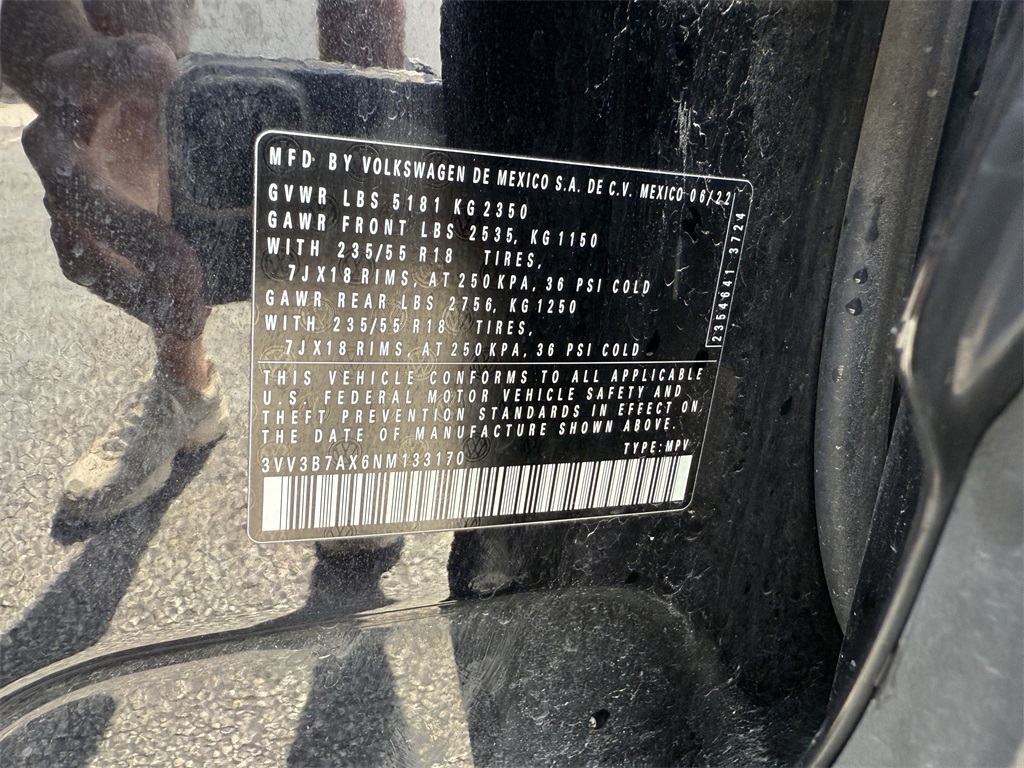 MFD BY VOLKSWAGEN DE MEXICO S.A. DE C.V. MEXICO 06/22
GVWR LBS 5181 KG 2350
GAWR FRONT LBS 2535, KG 1150
WITH 235/55 R18 TIRES,
7JX18 RIMS, AT 250 KPA, 36 PSI COLD
GAWR REAR LBS 2756, KG 1250
WITH 235/55 R18 TIRES,
7JX18 RIMS, AT 250 KPA, 36 PSI COLD
2354641 3724
THIS VEHICLE CONFORMS TO ALL APPLICABLE
U.S. FEDERAL MOTOR VEHICLE SAFETY AND
THEFT PREVENTION STANDARDS IN EFFECT ON
THE DATE OF MANUFACTURE SHOWN ABOVE.
TYPE: MPV
3VV3B7AX6NM133170